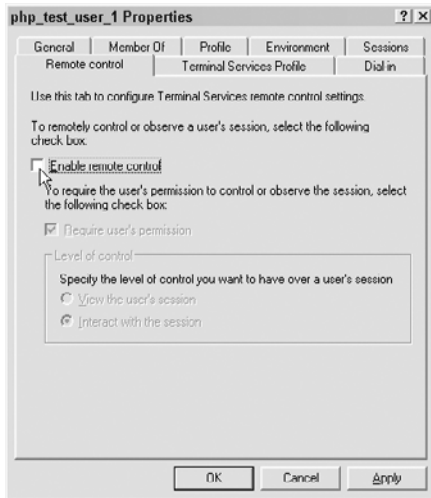 php_test_user_1 Properties
General Member Of Profile Environment Sessions
Remote control Terminal Services Profile Dial-in
Use this tab to configure Terminal Services remote control settings.
To remotely control or observe a user's session, select the following
check box:
Enable remote control
To require the user's permission to control or observe the session, select
the following check box:
Require user's permission
Level of control
Specify the level of control you want to have over a user's session
View the user's session
Interact with the session
OK Cancel Apply